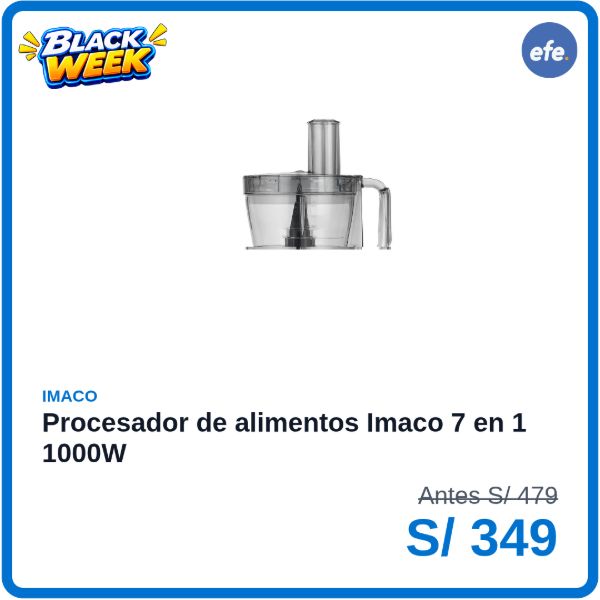 BLACK
WEEK
efe.
IMACO
Procesador de alimentos Imaco 7 en 1
1000W
Antes S/ 479
S/ 349